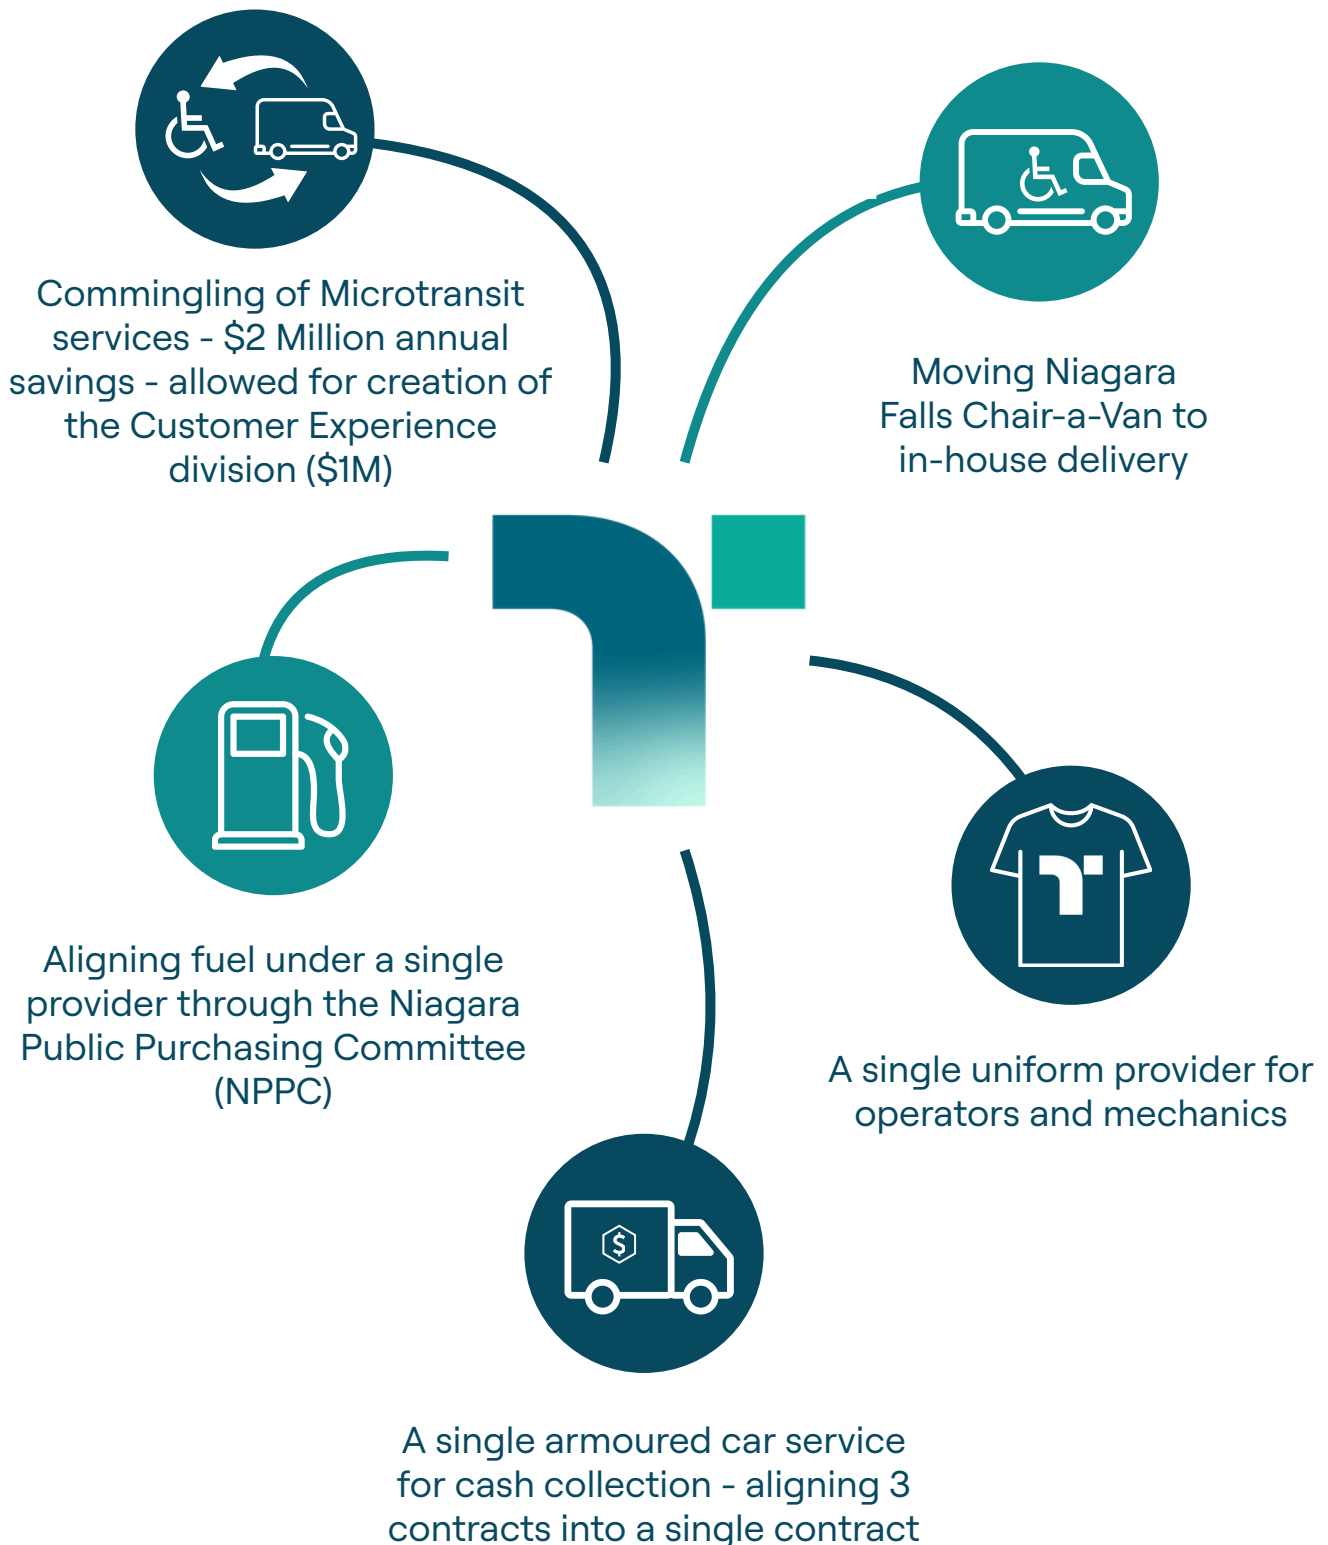 Commingling of Microtransit
services - $2 Million annual
savings - allowed for creation of
the Customer Experience
division ($1M)
Moving Niagara
Falls Chair-a-Van to
in-house delivery
Aligning fuel under a single
provider through the Niagara
Public Purchasing Committee
(NPPC)
A single uniform provider for
operators and mechanics
$
A single armoured car service
for cash collection - aligning 3
contracts into a single contract